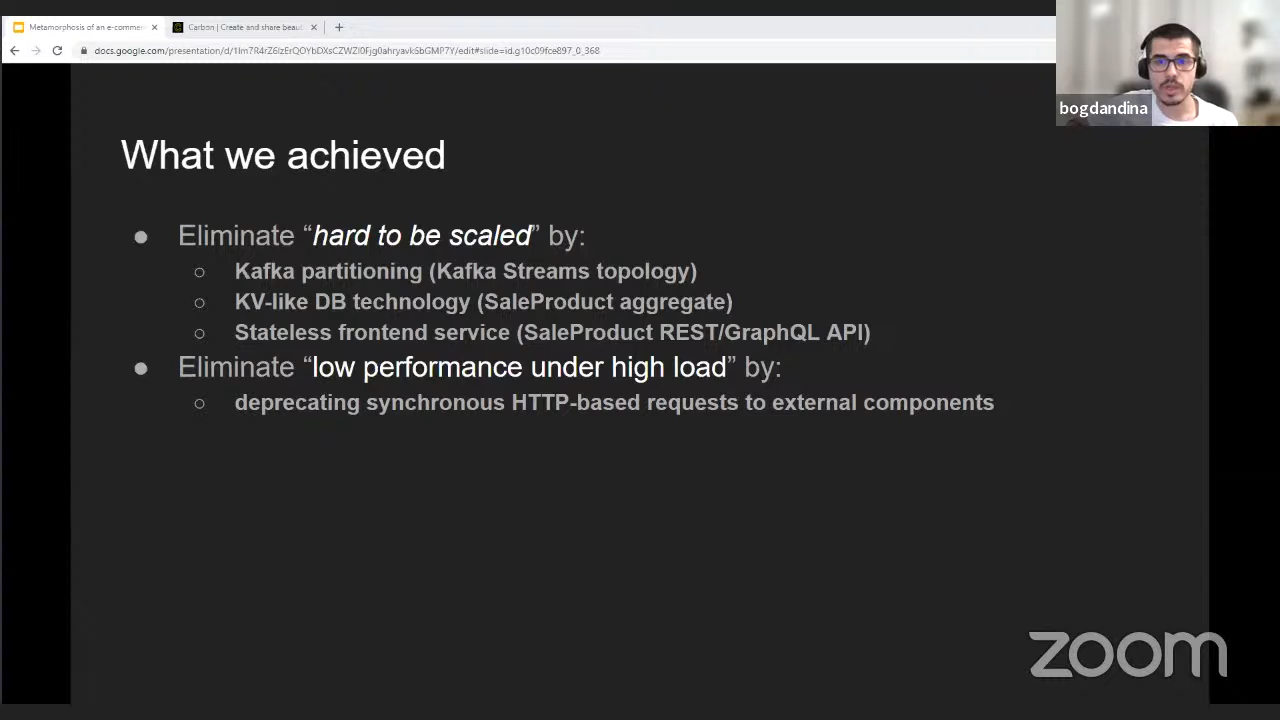 Metamorphosis of an e-commer
Carbon | Create and share beaut
docs.google.com/presentation/d/1lm7R4rZ6lzErQOYbDXsCZWZl0Fjg0ahryavk6bGMP7Y/edit#slide=id.g10c09fce897_0_368
bogdandina
What we achieved
● Eliminate “hard to be scaled” by:
○ Kafka partitioning (Kafka Streams topology)
○ KV-like DB technology (SaleProduct aggregate)
○ Stateless frontend service (SaleProduct REST/GraphQL API)
● Eliminate “low performance under high load” by:
○ deprecating synchronous HTTP-based requests to external components
zoom